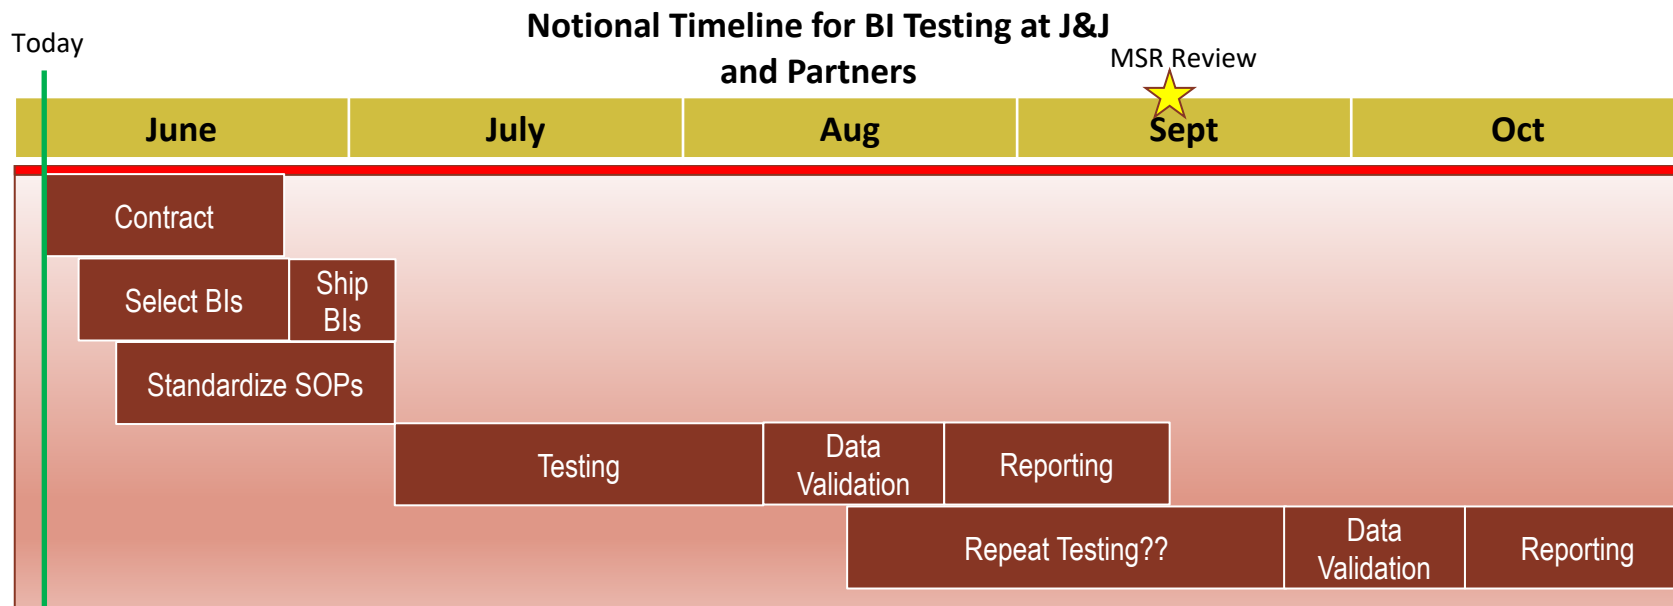 Notional Timeline for BI Testing at J&J
and Partners
Today
MSR Review
June
July
Aug
Sept
Oct
Contract
Select BIs
Ship
BIs
Standardize SOPs
Testing
Data
Validation
Reporting
Repeat Testing??
Data
Validation
Reporting